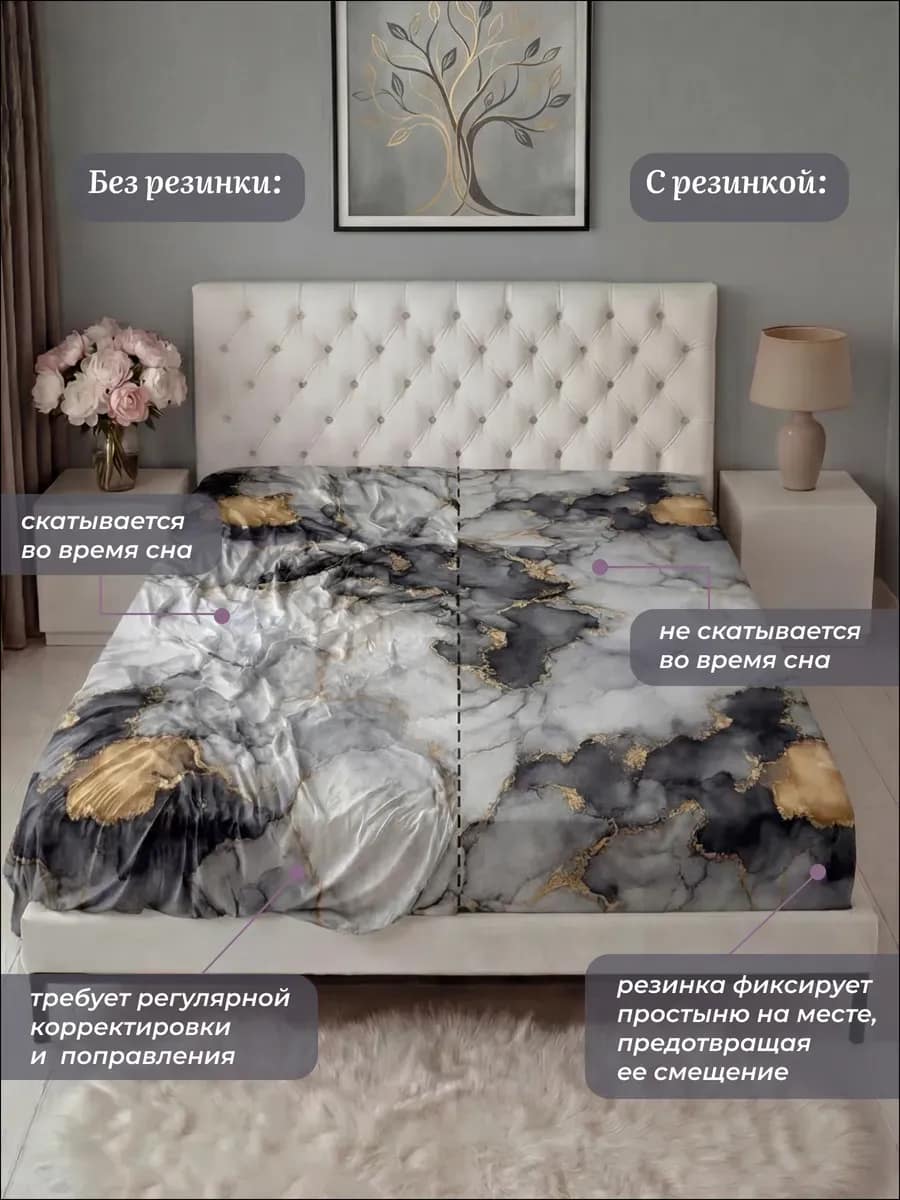 Без резинки:
С резинкой:
скатывается
во время сна
не скатывается
во время сна
требует регулярной
корректировки
и поправления
резинка фиксирует
простыню на месте,
предотвращая
ее смещение